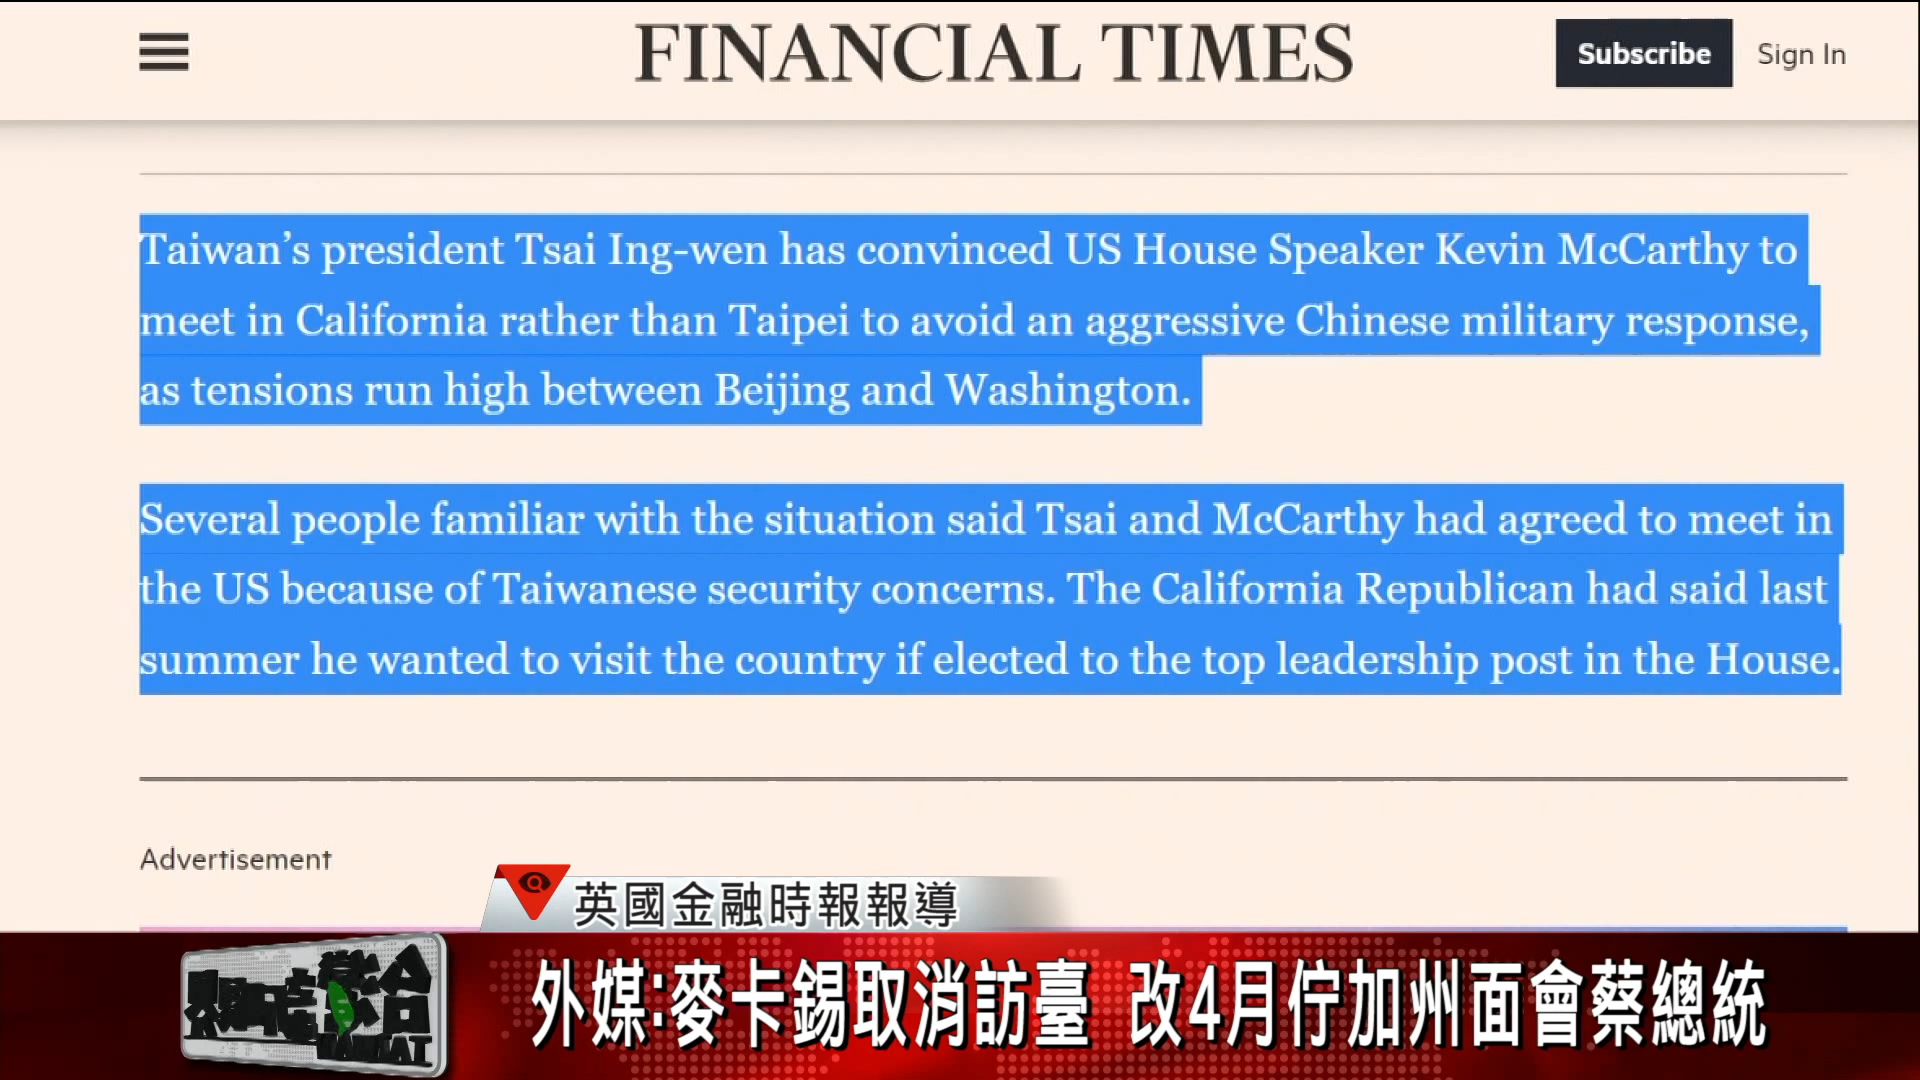 FINANCIAL TIMES
Subscribe
Sign In
Taiwan’s president Tsai Ing-wen has convinced US House Speaker Kevin McCarthy to
meet in California rather than Taipei to avoid an aggressive Chinese military response,
as tensions run high between Beijing and Washington.
Several people familiar with the situation said Tsai and McCarthy had agreed to meet in
the US because of Taiwanese security concerns. The California Republican had said last
summer he wanted to visit the country if elected to the top leadership post in the House.
Advertisement
英國金融時報報導
外媒:麥卡錫取消訪臺 改4月佇加州面會蔡總統